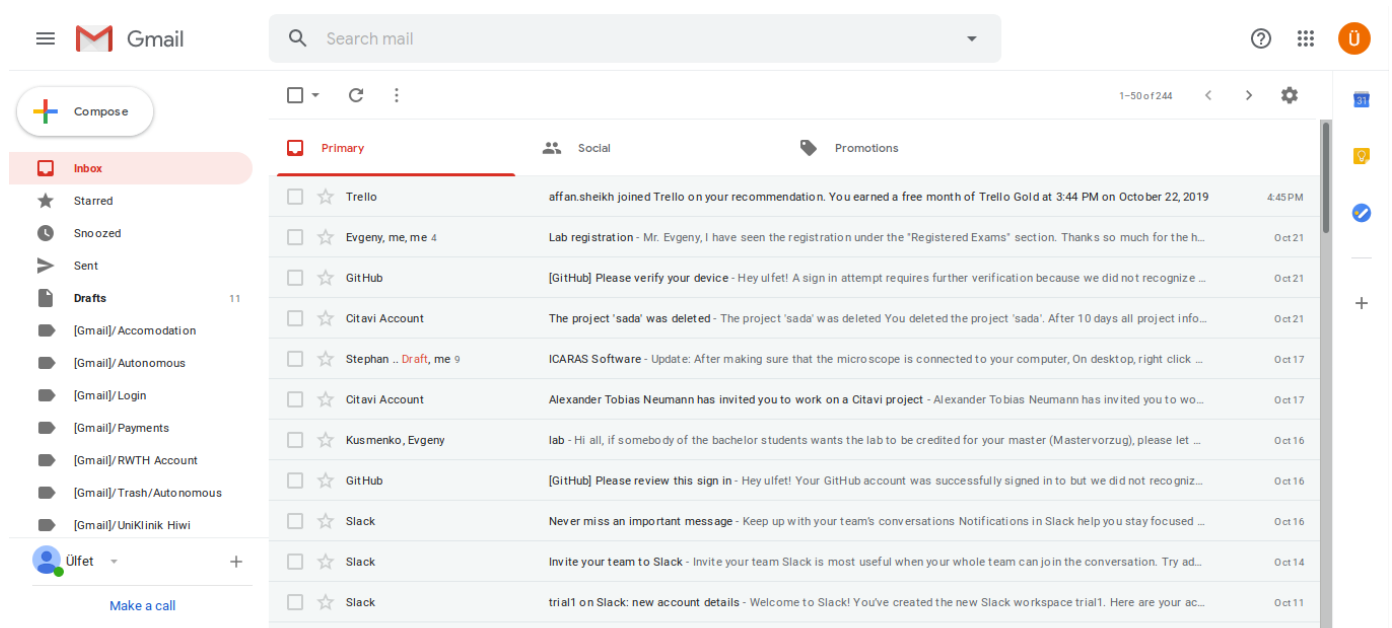 Gmail
Search mail
Ü
Compose
1–50 of 244
31
Primary
Social
Promotions
Inbox
Starred
Snoozed
Sent
Drafts 11
[Gmail]/Accomodation
[Gmail]/Autonomous
[Gmail]/Login
[Gmail]/Payments
[Gmail]/RWTH Account
[Gmail]/Trash/Autonomous
[Gmail]/UniKlinik Hiwi
Ülfet
Make a call
Trello affan.sheikh joined Trello on your recommendation. You earned a free month of Trello Gold at 3:44 PM on October 22, 2019 4:45 PM
Evgeny, me, me 4 Lab registration - Mr. Evgeny, I have seen the registration under the "Registered Exams" section. Thanks so much for the h... Oct 21
GitHub [GitHub] Please verify your device - Hey ulfet! A sign in attempt requires further verification because we did not recognize ... Oct 21
Citavi Account The project 'sada' was deleted - The project 'sada' was deleted You deleted the project 'sada'. After 10 days all project info... Oct 21
Stephan .. Draft, me 9 ICARAS Software - Update: After making sure that the microscope is connected to your computer, On desktop, right click ... Oct 17
Citavi Account Alexander Tobias Neumann has invited you to work on a Citavi project - Alexander Tobias Neumann has invited you to wo... Oct 17
Kusmenko, Evgeny lab - Hi all, if somebody of the bachelor students wants the lab to be credited for your master (Mastervorzug), please let ... Oct 16
GitHub [GitHub] Please review this sign in - Hey ulfet! Your GitHub account was successfully signed in to but we did not recogniz... Oct 16
Slack Never miss an important message - Keep up with your team's conversations Notifications in Slack help you stay focused ... Oct 16
Slack Invite your team to Slack - Invite your team Slack is most useful when your whole team can join the conversation. Try ad... Oct 14
Slack trial1 on Slack: new account details - Welcome to Slack! You've created the new Slack workspace trial1. Here are your ac... Oct 11